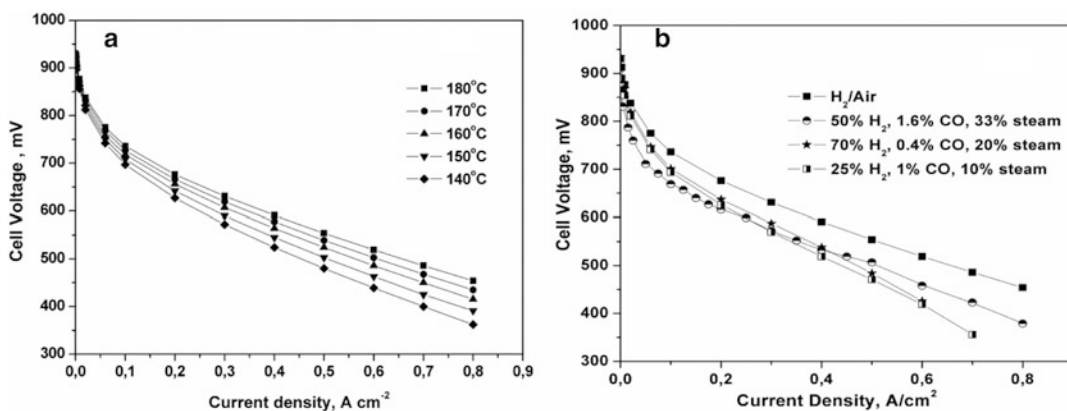 a
1000
900
800
700
600
500
400
300
Cell Voltage , mV
180°C
170°C
160°C
150°C
140°C
0,0 0,1 0,2 0,3 0,4 0,5 0,6 0,7 0,8 0,9
Current density, A cm⁻²
b
1000
900
800
700
600
500
400
300
Cell Voltage, mV
H₂/Air
50% H₂, 1.6% CO, 33% steam
70% H₂, 0.4% CO, 20% steam
25% H₂, 1% CO, 10% steam
0,0 0,2 0,4 0,6 0,8
Current Density, A/cm²